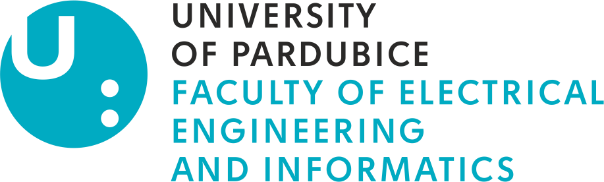 U:
UNIVERSITY
OF PARDUBICE
FACULTY OF ELECTRICAL
ENGINEERING
AND INFORMATICS